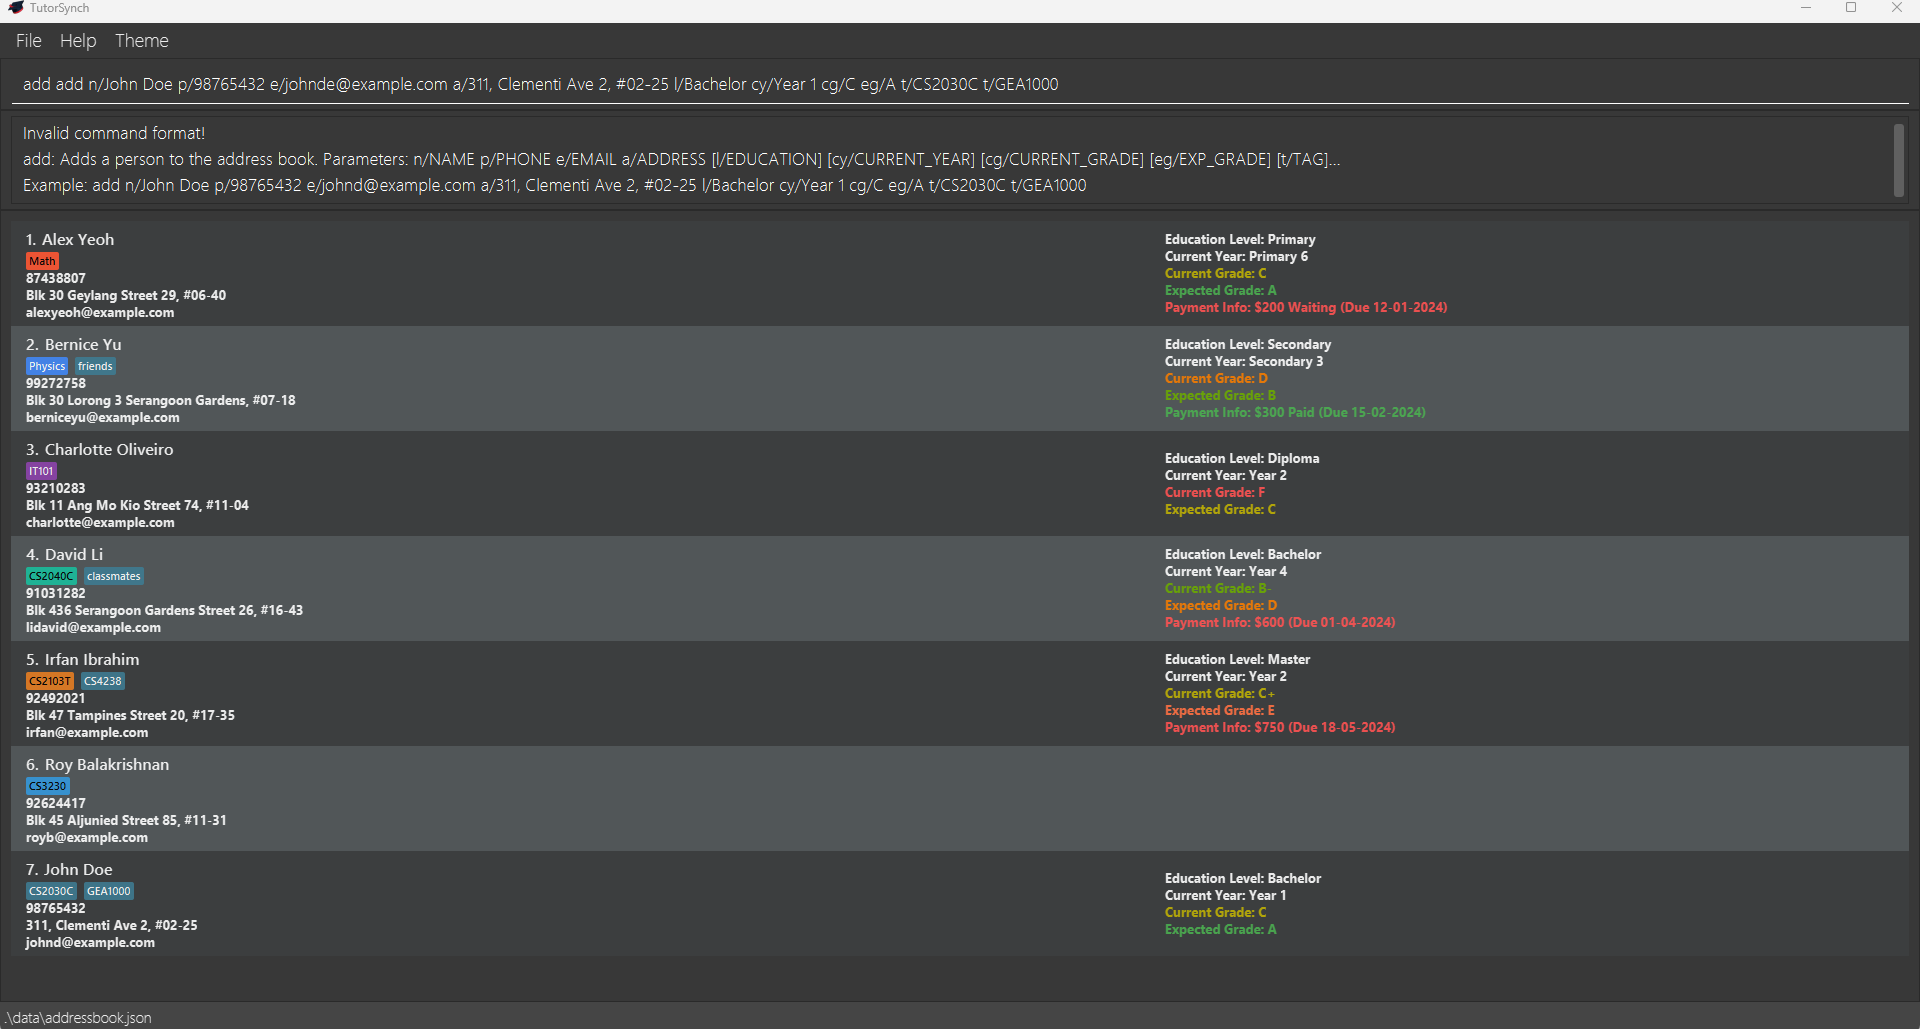 TutorSynch
File Help Theme
add add n/John Doe p/98765432 e/johnde@example.com a/311, Clementi Ave 2, #02-25 l/Bachelor cy/Year 1 cg/C eg/A t/CS2030C t/GEA1000
Invalid command format!
add: Adds a person to the address book. Parameters: n/NAME p/PHONE e/EMAIL a/ADDRESS [l/EDUCATION] [cy/CURRENT_YEAR] [cg/CURRENT_GRADE] [eg/EXP_GRADE] [t/TAG]...
Example: add n/John Doe p/98765432 e/johnd@example.com a/311, Clementi Ave 2, #02-25 l/Bachelor cy/Year 1 cg/C eg/A t/CS2030C t/GEA1000
1. Alex Yeoh
Math
87438807
Blk 30 Geylang Street 29, #06-40
alexyeoh@example.com
Education Level: Primary
Current Year: Primary 6
Current Grade: C
Expected Grade: A
Payment Info: $200 Waiting (Due 12-01-2024)
2. Bernice Yu
Physics friends
99272758
Blk 30 Lorong 3 Serangoon Gardens, #07-18
berniceyu@example.com
Education Level: Secondary
Current Year: Secondary 3
Current Grade: D
Expected Grade: B
Payment Info: $300 Paid (Due 15-02-2024)
3. Charlotte Oliveiro
IT101
93210283
Blk 11 Ang Mo Kio Street 74, #11-04
charlotte@example.com
Education Level: Diploma
Current Year: Year 2
Current Grade: F
Expected Grade: C
4. David Li
CS2040C classmates
91031282
Blk 436 Serangoon Gardens Street 26, #16-43
lidavid@example.com
Education Level: Bachelor
Current Year: Year 4
Current Grade: B-
Expected Grade: D
Payment Info: $600 (Due 01-04-2024)
5. Irfan Ibrahim
CS2103T CS4238
92492021
Blk 47 Tampines Street 20, #17-35
irfan@example.com
Education Level: Master
Current Year: Year 2
Current Grade: C+
Expected Grade: E
Payment Info: $750 (Due 18-05-2024)
6. Roy Balakrishnan
CS3230
92624417
Blk 45 Aljunied Street 85, #11-31
royb@example.com
7. John Doe
CS2030C GEA1000
98765432
311, Clementi Ave 2, #02-25
johnd@example.com
Education Level: Bachelor
Current Year: Year 1
Current Grade: C
Expected Grade: A
.\data\addressbook.json